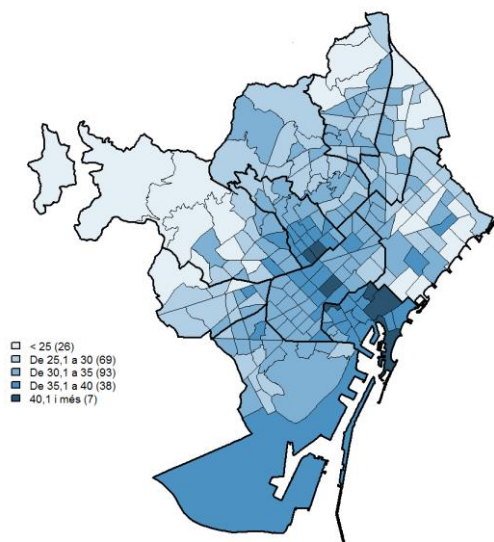 < 25 (26)
De 25,1 a 30 (69)
De 30,1 a 35 (93)
De 35,1 a 40 (38)
40,1 i més (7)